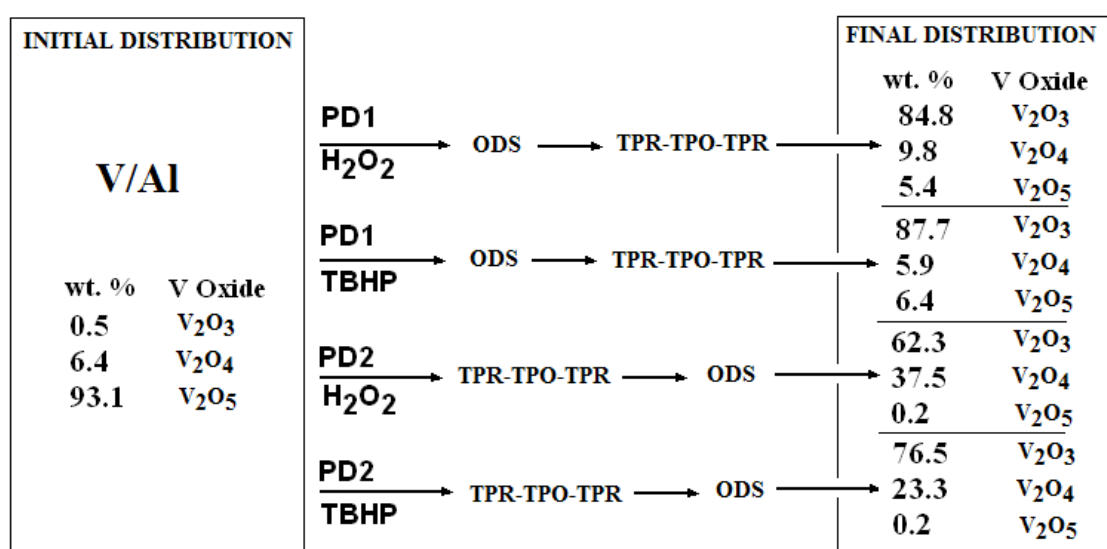 INITIAL DISTRIBUTION
V/Al
wt. % V Oxide
0.5 V2O3
6.4 V2O4
93.1 V2O5
PD1
H2O2
ODS
TPR-TPO-TPR
PD1
TBHP
ODS
TPR-TPO-TPR
PD2
H2O2
TPR-TPO-TPR
ODS
PD2
TBHP
TPR-TPO-TPR
ODS
FINAL DISTRIBUTION
wt. % V Oxide
84.8 V2O3
9.8 V2O4
5.4 V2O5
87.7 V2O3
5.9 V2O4
6.4 V2O5
62.3 V2O3
37.5 V2O4
0.2 V2O5
76.5 V2O3
23.3 V2O4
0.2 V2O5